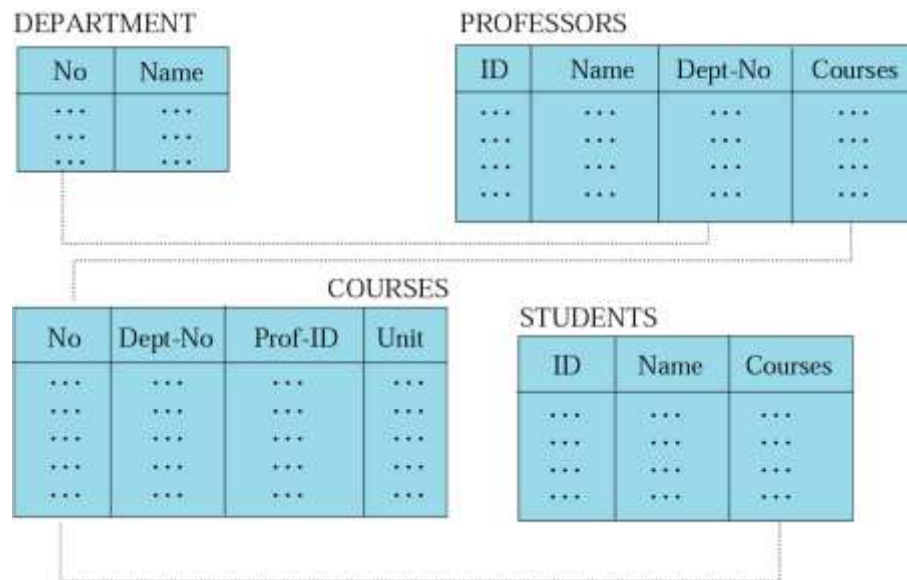 DEPARTMENT
No Name
... ...
... ...
... ...
PROFESSORS
ID Name Dept-No Courses
... ... ... ...
... ... ... ...
... ... ... ...
... ... ... ...
COURSES
No Dept-No Prof-ID Unit
... ... ... ...
... ... ... ...
... ... ... ...
... ... ... ...
... ... ... ...
STUDENTS
ID Name Courses
... ... ...
... ... ...
... ... ...
... ... ...